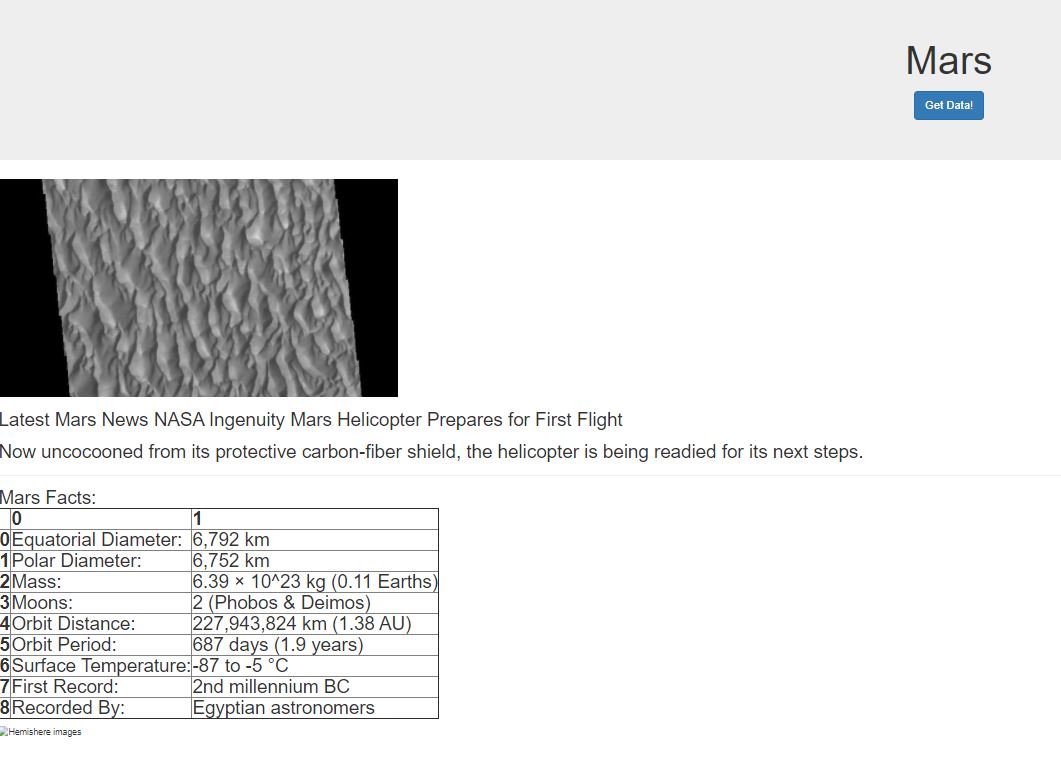 Mars
Get Data!
Latest Mars News NASA Ingenuity Mars Helicopter Prepares for First Flight
Now uncocooned from its protective carbon-fiber shield, the helicopter is being readied for its next steps.
Mars Facts:
0 1
0 Equatorial Diameter: 6,792 km
1 Polar Diameter: 6,752 km
2 Mass: 6.39 × 10^23 kg (0.11 Earths)
3 Moons: 2 (Phobos & Deimos)
4 Orbit Distance: 227,943,824 km (1.38 AU)
5 Orbit Period: 687 days (1.9 years)
6 Surface Temperature: -87 to -5 °C
7 First Record: 2nd millennium BC
8 Recorded By: Egyptian astronomers
Hemishere images